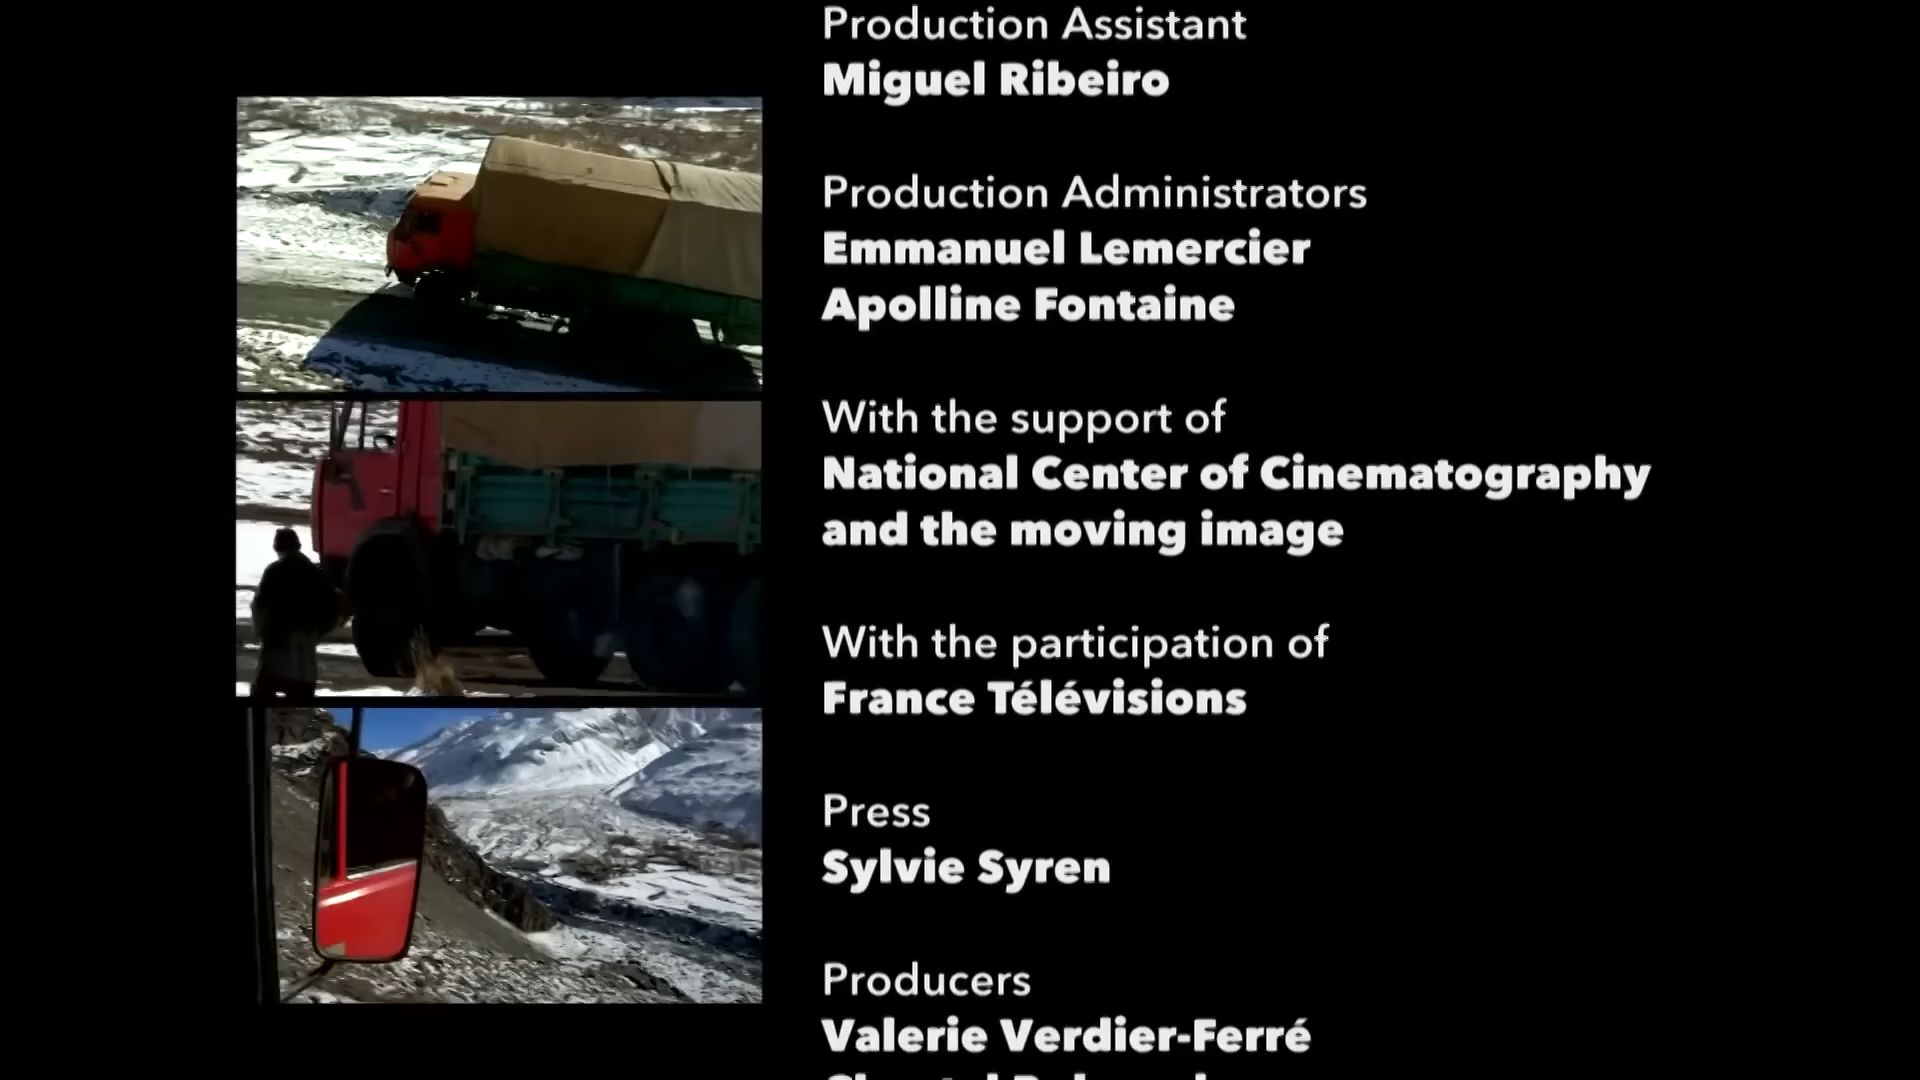 Production Assistant
Miguel Ribeiro
Production Administrators
Emmanuel Lemercier
Apolline Fontaine
With the support of
National Center of Cinematography
and the moving image
With the participation of
France Télévisions
Press
Sylvie Syren
Producers
Valerie Verdier-Ferré